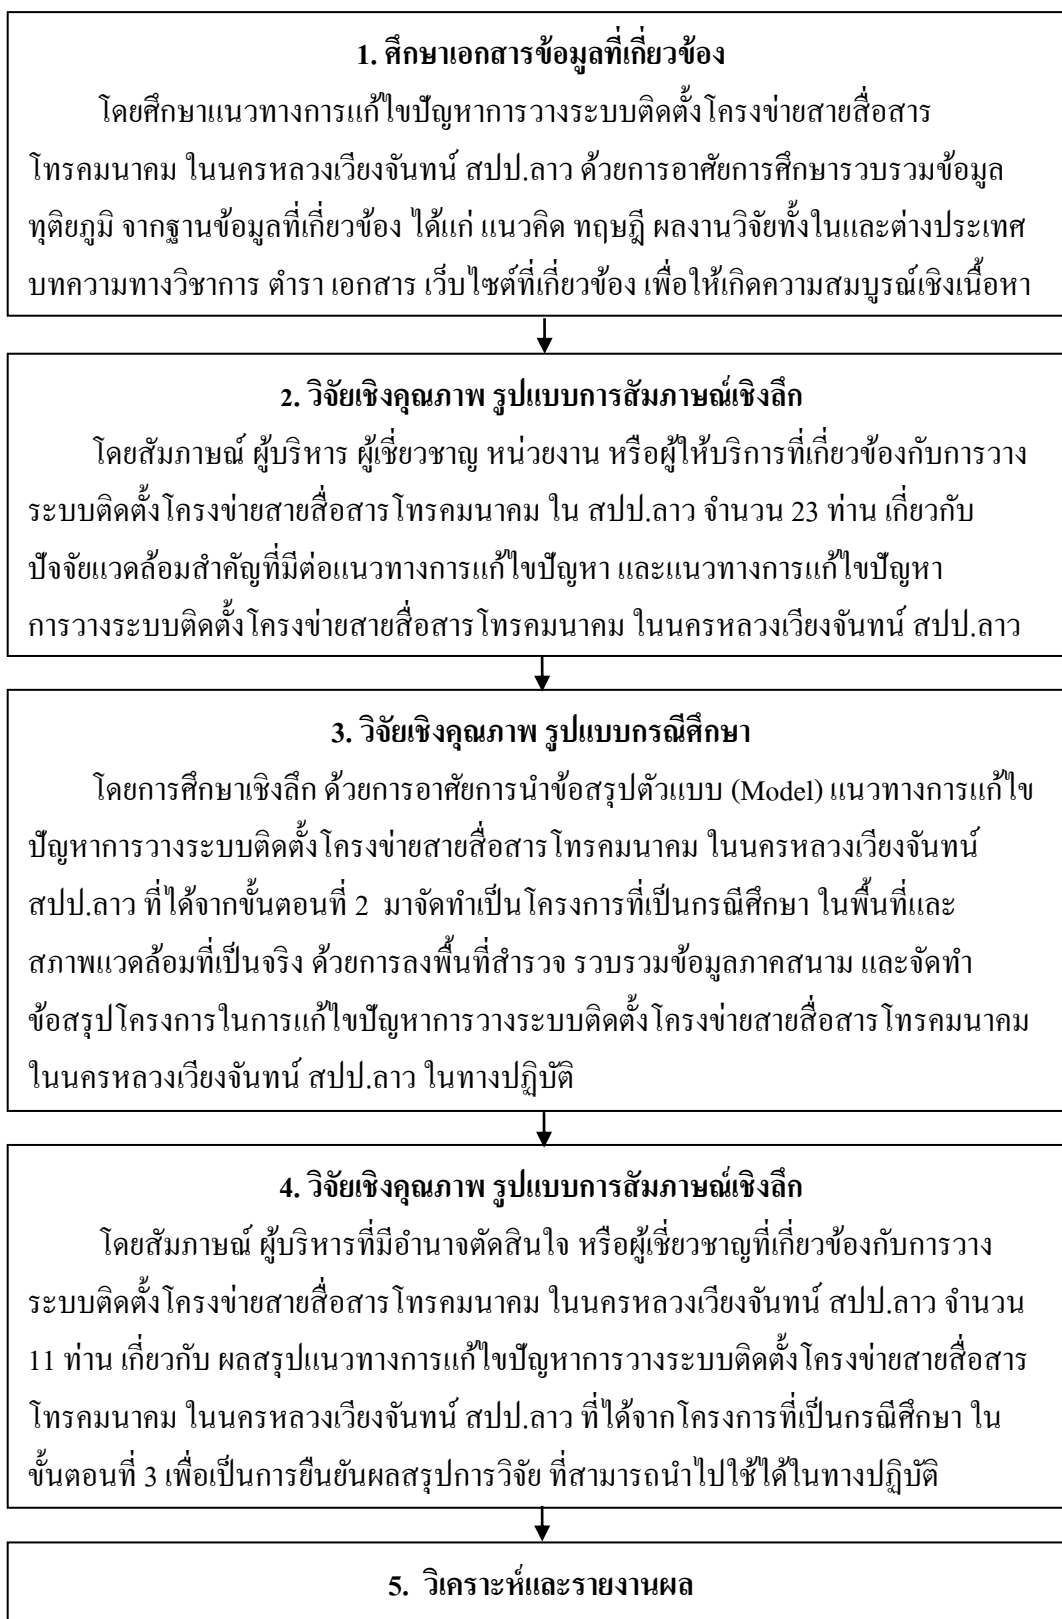 1. ศึกษาเอกสารข้อมูลที่เกี่ยวข้อง
โดยศึกษาแนวทางการแก้ไขปัญหาการวางระบบติดตั้งโครงข่ายสายสื่อสาร
โทรคมนาคม ในนครหลวงเวียงจันทน์ สปป.ลาว ด้วยการอาศัยการศึกษารวบรวมข้อมูล
ทุติยภูมิ จากฐานข้อมูลที่เกี่ยวข้อง ได้แก่ แนวคิด ทฤษฎี ผลงานวิจัยทั้งในและต่างประเทศ
บทความทางวิชาการ ตำรา เอกสาร เว็บไซต์ที่เกี่ยวข้อง เพื่อให้เกิดความสมบูรณ์เชิงเนื้อหา
2. วิจัยเชิงคุณภาพ รูปแบบการสัมภาษณ์เชิงลึก
โดยสัมภาษณ์ ผู้บริหาร ผู้เชี่ยวชาญ หน่วยงาน หรือผู้ให้บริการที่เกี่ยวข้องกับการวาง
ระบบติดตั้งโครงข่ายสายสื่อสารโทรคมนาคม ใน สปป.ลาว จำนวน 23 ท่าน เกี่ยวกับ
ปัจจัยแวดล้อมสำคัญที่มีต่อแนวทางการแก้ไขปัญหา และแนวทางการแก้ไขปัญหา
การวางระบบติดตั้งโครงข่ายสายสื่อสารโทรคมนาคม ในนครหลวงเวียงจันทน์ สปป.ลาว
3. วิจัยเชิงคุณภาพ รูปแบบกรณีศึกษา
โดยการศึกษาเชิงลึก ด้วยการอาศัยการนำข้อสรุปตัวแบบ (Model) แนวทางการแก้ไข
ปัญหาการวางระบบติดตั้งโครงข่ายสายสื่อสารโทรคมนาคม ในนครหลวงเวียงจันทน์
สปป.ลาว ที่ได้จากขั้นตอนที่ 2 มาจัดทำเป็นโครงการที่เป็นกรณีศึกษา ในพื้นที่และ
สภาพแวดล้อมที่เป็นจริง ด้วยการลงพื้นที่สำรวจ รวบรวมข้อมูลภาคสนาม และจัดทำ
ข้อสรุปโครงการในการแก้ไขปัญหาการวางระบบติดตั้งโครงข่ายสายสื่อสารโทรคมนาคม
ในนครหลวงเวียงจันทน์ สปป.ลาว ในทางปฏิบัติ
4. วิจัยเชิงคุณภาพ รูปแบบการสัมภาษณ์เชิงลึก
โดยสัมภาษณ์ ผู้บริหารที่มีอำนาจตัดสินใจ หรือผู้เชี่ยวชาญที่เกี่ยวข้องกับการวาง
ระบบติดตั้งโครงข่ายสายสื่อสารโทรคมนาคม ในนครหลวงเวียงจันทน์ สปป.ลาว จำนวน
11 ท่าน เกี่ยวกับ ผลสรุปแนวทางการแก้ไขปัญหาการวางระบบติดตั้งโครงข่ายสายสื่อสาร
โทรคมนาคม ในนครหลวงเวียงจันทน์ สปป.ลาว ที่ได้จากโครงการที่เป็นกรณีศึกษา ใน
ขั้นตอนที่ 3 เพื่อเป็นการยืนยันผลสรุปการวิจัย ที่สามารถนำไปใช้ได้ในทางปฏิบัติ
5. วิเคราะห์และรายงานผล